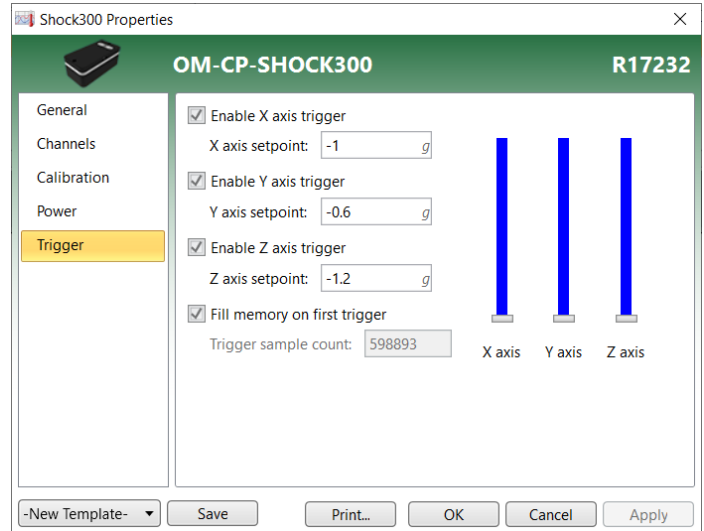 Shock300 Properties
OM-CP-SHOCK300 R17232
General
Channels
Calibration
Power
Trigger
Enable X axis trigger
X axis setpoint: -1 g
Enable Y axis trigger
Y axis setpoint: -0.6 g
Enable Z axis trigger
Z axis setpoint: -1.2 g
Fill memory on first trigger
Trigger sample count: 598893
X axis Y axis Z axis
-New Template- Save Print... OK Cancel Apply